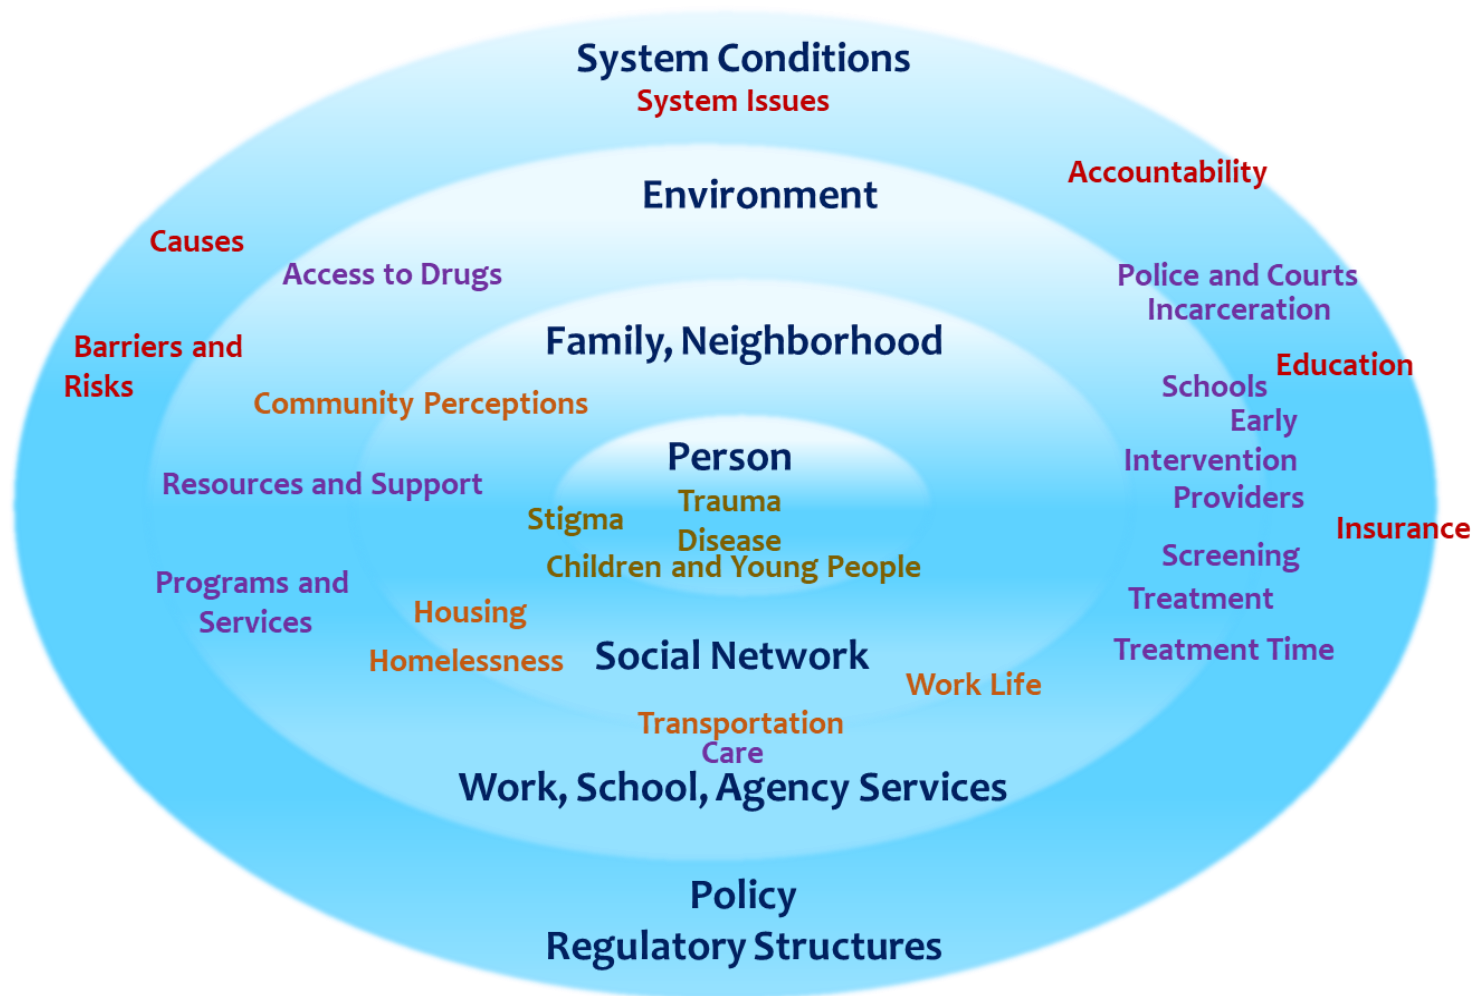 System Conditions
System Issues
Accountability
Environment
Causes
Access to Drugs
Police and Courts
Incarceration
Family, Neighborhood
Barriers and
Risks
Education
Schools
Community Perceptions
Early
Intervention
Person
Resources and Support
Trauma
Providers
Stigma
Insurance
Disease
Screening
Children and Young People
Programs and
Services
Treatment
Housing
Treatment Time
Social Network
Homelessness
Work Life
Transportation
Care
Work, School, Agency Services
Policy
Regulatory Structures